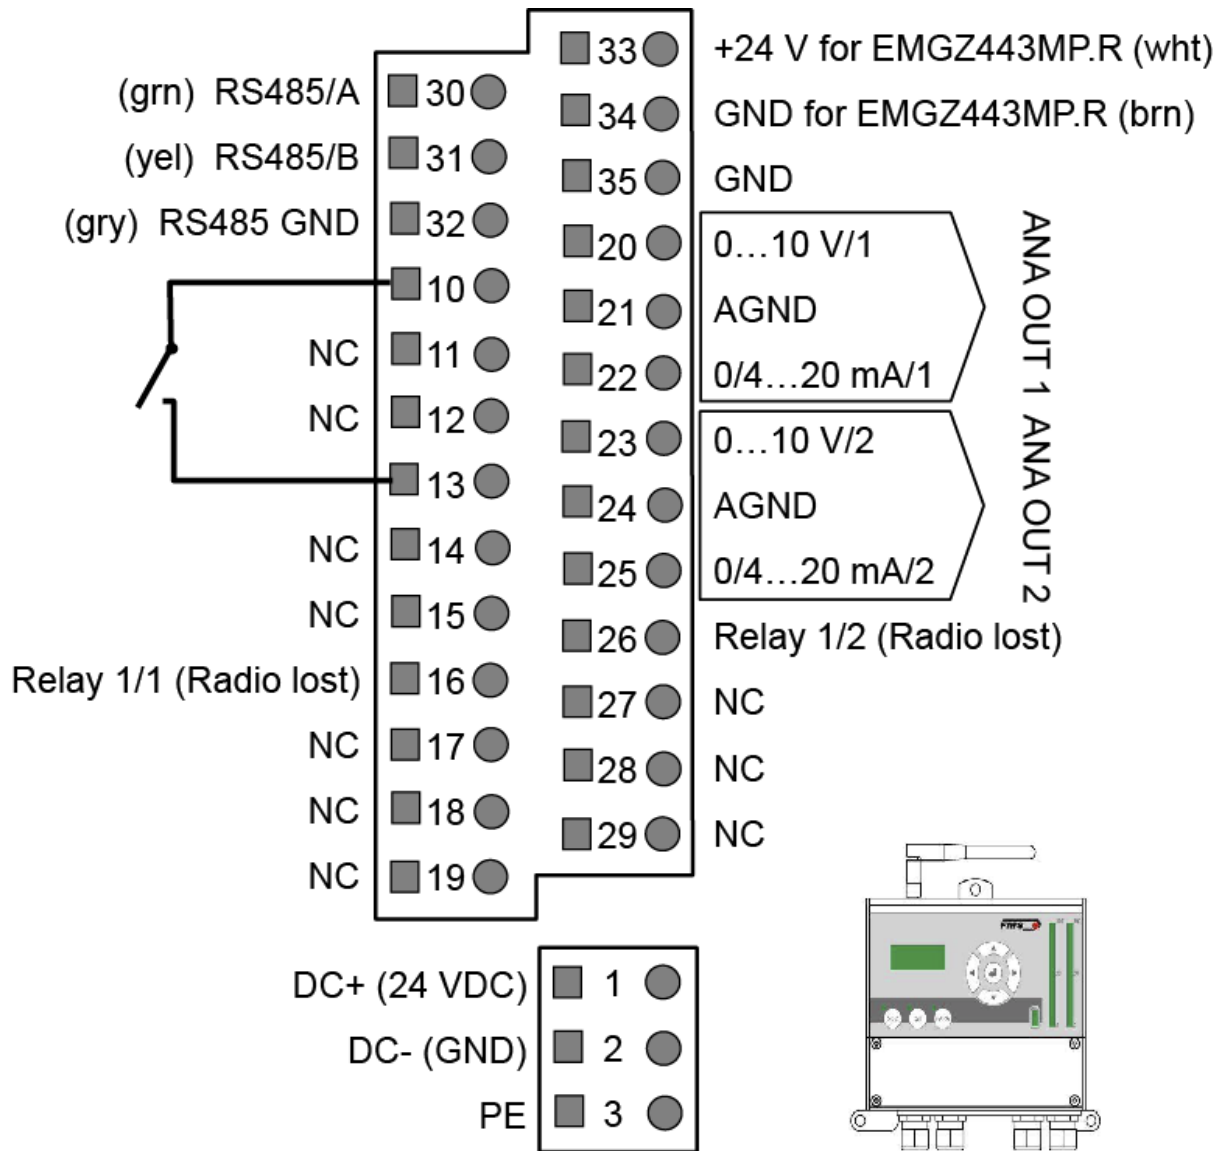 33 +24 V for EMGZ443MP.R (wht)
(grn) RS485/A 30
34 GND for EMGZ443MP.R (brn)
(yel) RS485/B 31
35 GND
(gry) RS485 GND 32
20 0…10 V/1
10
21 AGND
NC 11
22 0/4…20 mA/1
ANA OUT 1
NC 12
23 0…10 V/2
13
24 AGND
NC 14
25 0/4…20 mA/2
ANA OUT 2
NC 15
26 Relay 1/2 (Radio lost)
Relay 1/1 (Radio lost) 16
27 NC
NC 17
28 NC
NC 18
29 NC
NC 19
DC+ (24 VDC) 1
DC- (GND) 2
PE 3